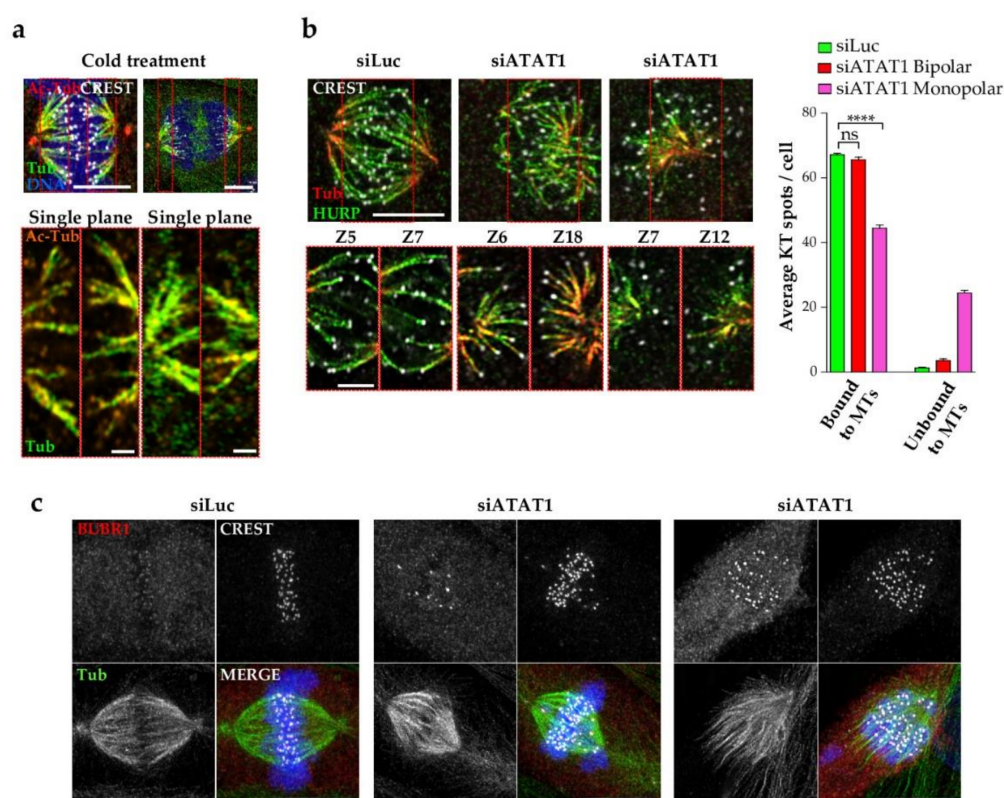 a
Cold treatment
Ac-Tub CREST
Tub
DNA
Single plane Single plane
Ac-Tub
Tub
b
siLuc siATAT1 siATAT1
CREST
Tub
HURP
Z5 Z7 Z6 Z18 Z7 Z12
siLuc
siATAT1 Bipolar
siATAT1 Monopolar
Average KT spots / cell
80
60
40
20
0
****
ns
Bound
to MTs
Unbound
to MTs
c
siLuc siATAT1 siATAT1
BUBR1 CREST
Tub MERGE